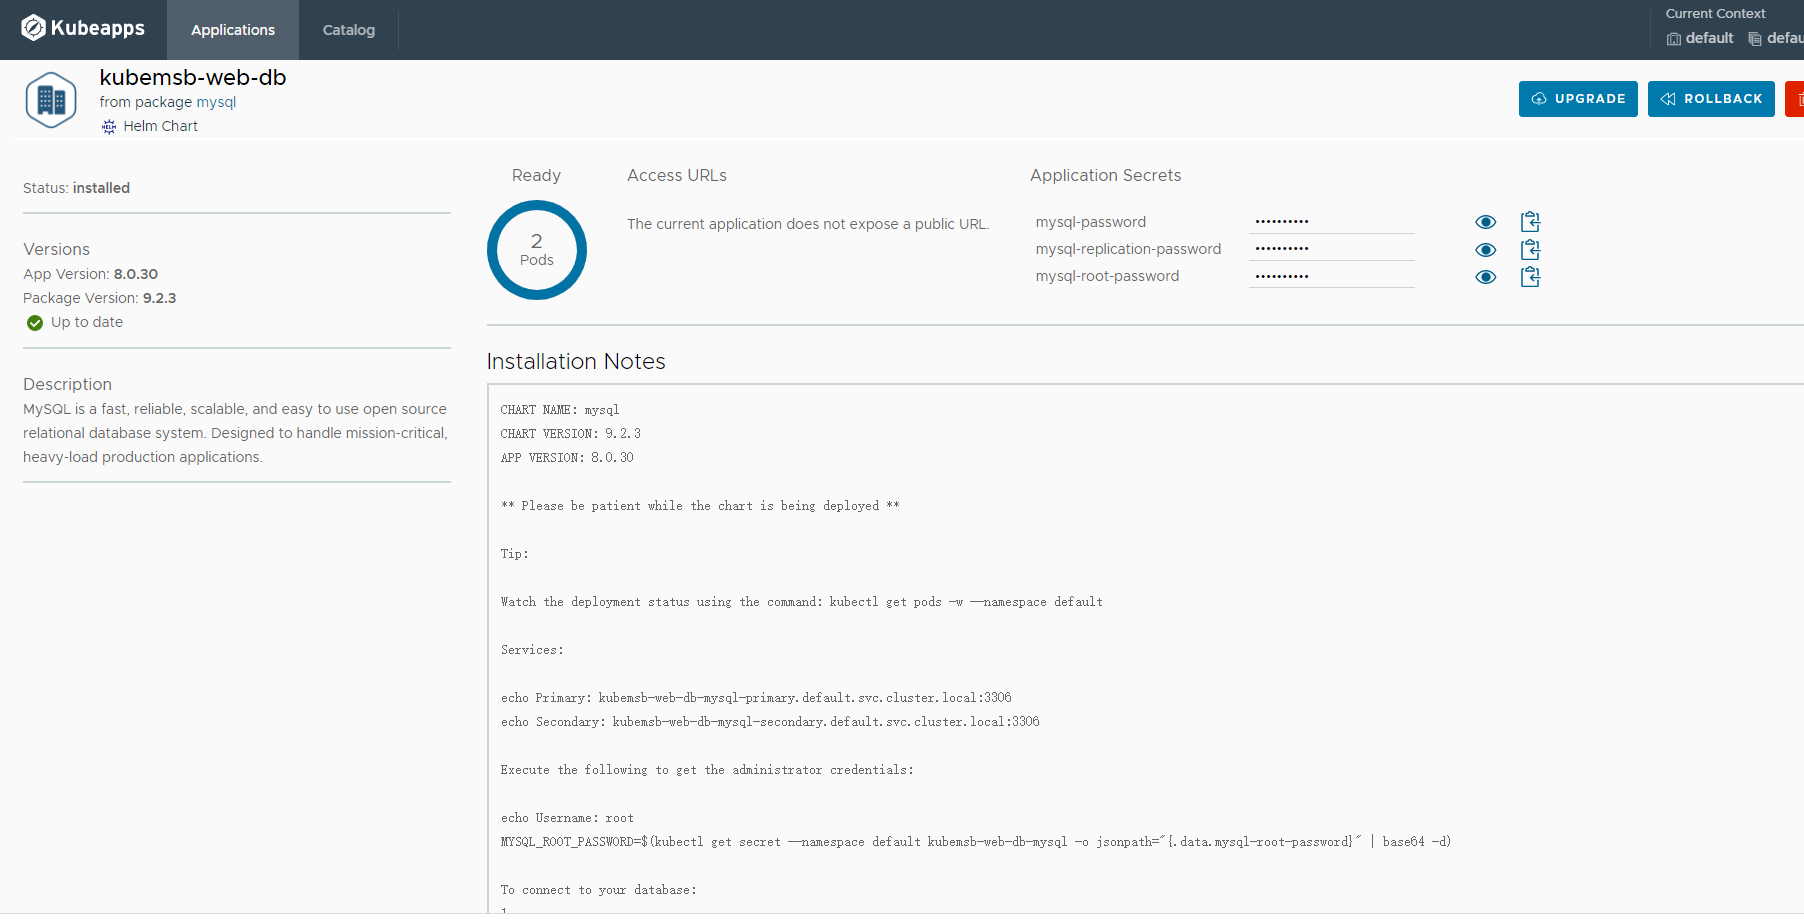 Kubeapps
Applications
Catalog
Current Context
default
defau
kubemsb-web-db
from package mysql
HELM
Helm Chart
UPGRADE
ROLLBACK
Status: installed
Versions
App Version: 8.0.30
Package Version: 9.2.3
Up to date
Description
MySQL is a fast, reliable, scalable, and easy to use open source
relational database system. Designed to handle mission-critical,
heavy-load production applications.
Ready
2
Pods
Access URLs
The current application does not expose a public URL.
Application Secrets
mysql-password ••••••••••
mysql-replication-password ••••••••••
mysql-root-password ••••••••••
Installation Notes
CHART NAME: mysql
CHART VERSION: 9.2.3
APP VERSION: 8.0.30
** Please be patient while the chart is being deployed **
Tip:
Watch the deployment status using the command: kubectl get pods -w --namespace default
Services:
echo Primary: kubemsb-web-db-mysql-primary.default.svc.cluster.local:3306
echo Secondary: kubemsb-web-db-mysql-secondary.default.svc.cluster.local:3306
Execute the following to get the administrator credentials:
echo Username: root
MYSQL_ROOT_PASSWORD=$(kubectl get secret --namespace default kubemsb-web-db-mysql -o jsonpath="{.data.mysql-root-password}" | base64 -d)
To connect to your database: